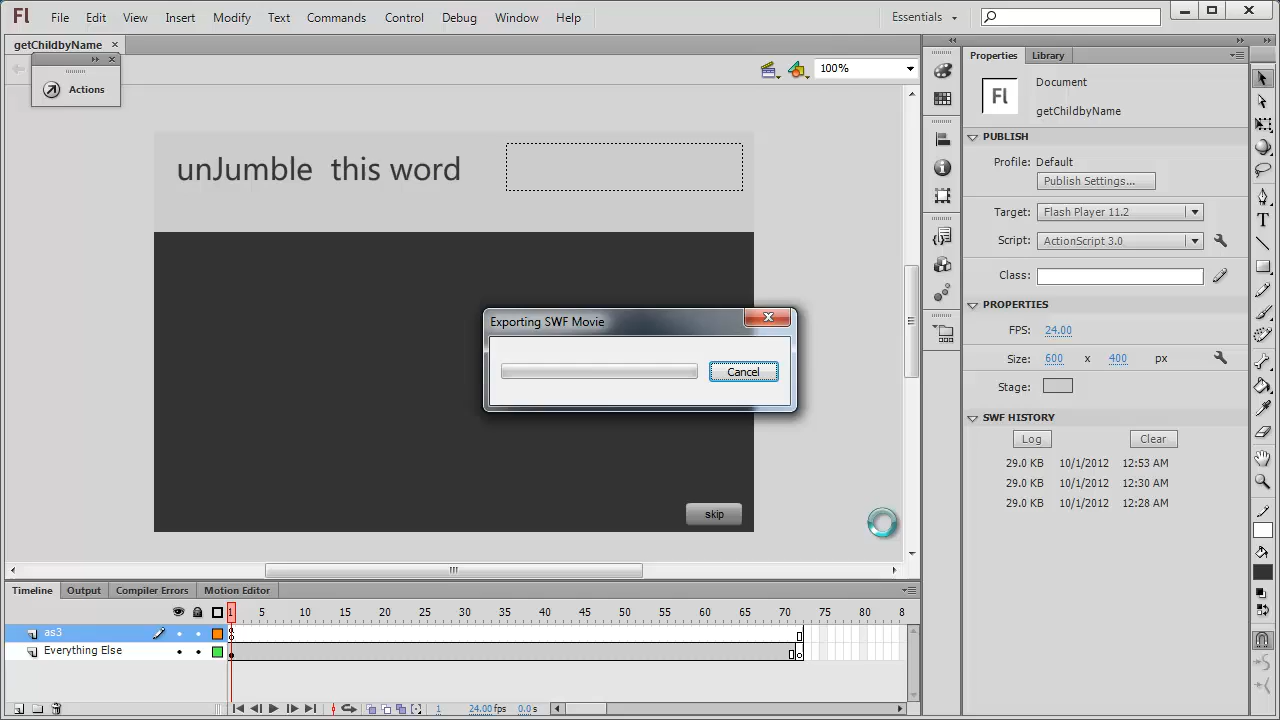 Fl File Edit View Insert Modify Text Commands Control Debug Window Help Essentials
getChildbyName
Actions
100%
unJumble this word
Exporting SWF Movie
Cancel
skip
Properties Library
Fl
Document
getChildbyName
PUBLISH
Profile: Default
Publish Settings...
Target: Flash Player 11.2
Script: ActionScript 3.0
Class:
PROPERTIES
FPS: 24.00
Size: 600 x 400 px
Stage:
SWF HISTORY
Log Clear
29.0 KB 10/1/2012 12:53 AM
29.0 KB 10/1/2012 12:30 AM
29.0 KB 10/1/2012 12:28 AM
Timeline Output Compiler Errors Motion Editor
1 5 10 15 20 25 30 35 40 45 50 55 60 65 70 75 80 85 8
as3
Everything Else
1 24.00 fps 0.0 s